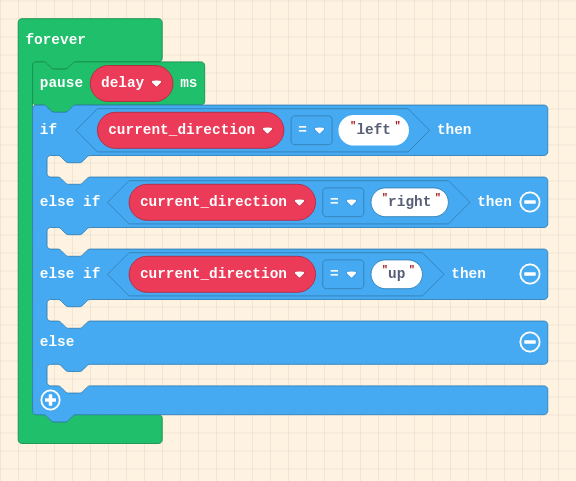 forever
pause delay ms
if current_direction = "left" then
else if current_direction = "right" then
else if current_direction = "up" then
else